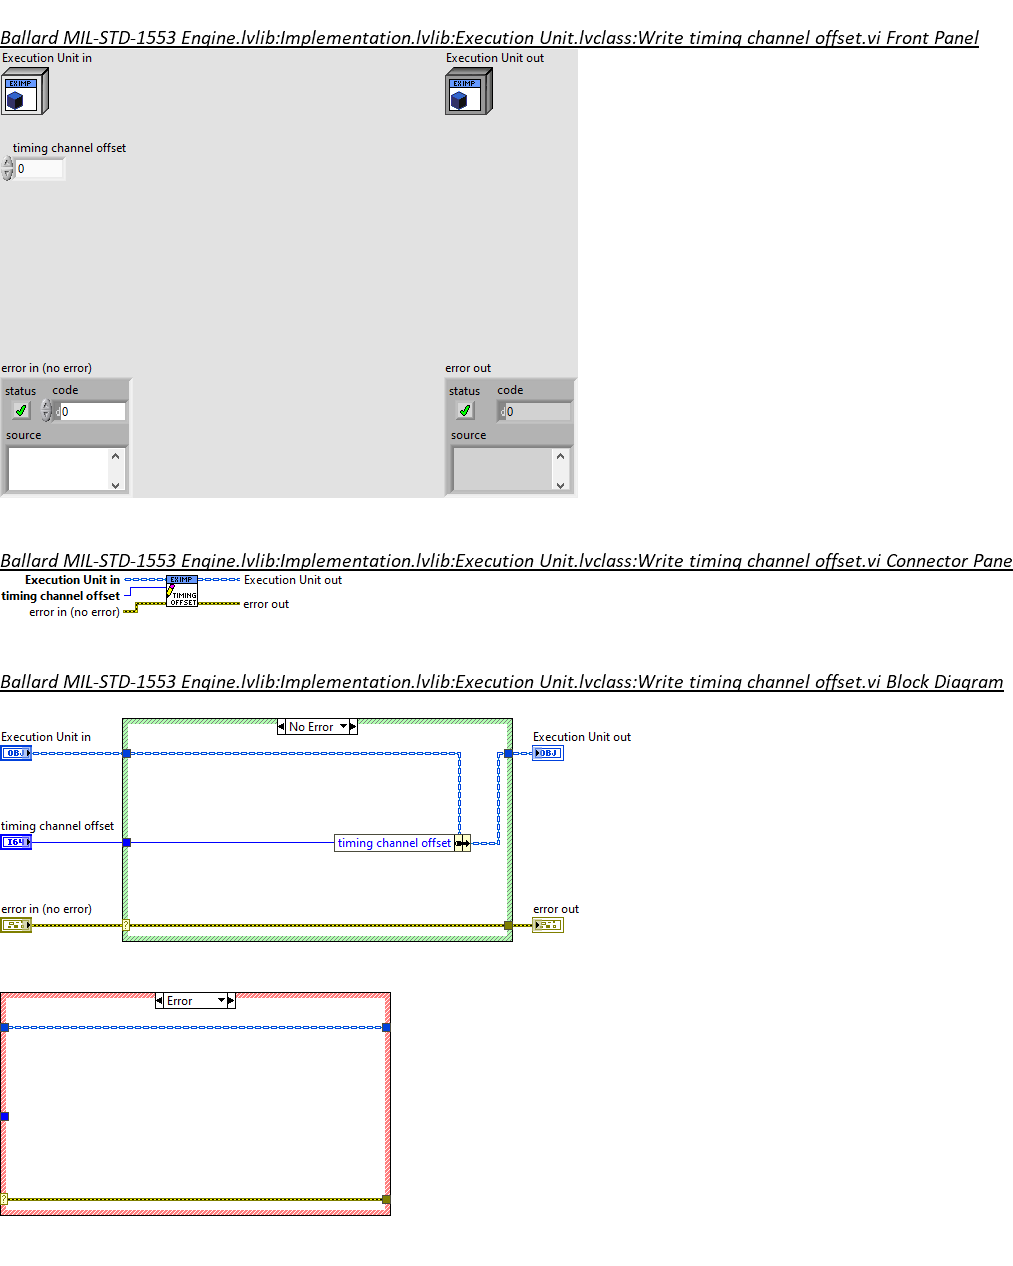 Ballard MIL-STD-1553 Engine.lvlib:Implementation.lvlib:Execution Unit.lvclass:Write timing channel offset.vi Front Panel
Execution Unit in
Execution Unit out
EXIMP
EXIMP
timing channel offset
0
error in (no error)
error out
status code
status code
0
0
source
source
Ballard MIL-STD-1553 Engine.lvlib:Implementation.lvlib:Execution Unit.lvclass:Write timing channel offset.vi Connector Pane
Execution Unit in
EXIMP
Execution Unit out
timing channel offset
TIMING
OFFSET
error in (no error)
error out
Ballard MIL-STD-1553 Engine.lvlib:Implementation.lvlib:Execution Unit.lvclass:Write timing channel offset.vi Block Diagram
No Error
Execution Unit in
Execution Unit out
OBJ
OBJ
timing channel offset
I64
timing channel offset
error in (no error)
error out
?
Error
?